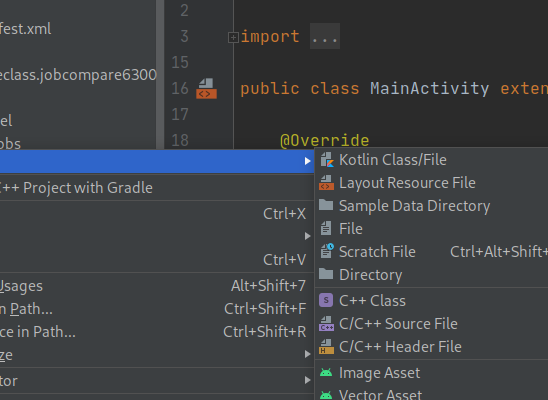 2
fest.xml
3 import ...
15
eclass.jobcompare6300
16 public class MainActivity exten
17
el
18 @Override
obs
Kotlin Class/File
C++ Project with Gradle
Layout Resource File
Sample Data Directory
Ctrl+X
File
Scratch File Ctrl+Alt+Shift+
Ctrl+V
Directory
Usages Alt+Shift+7
C++ Class
n Path... Ctrl+Shift+F
C/C++ Source File
ce in Path... Ctrl+Shift+R
C/C++ Header File
ze
Image Asset
tor
Vector Asset